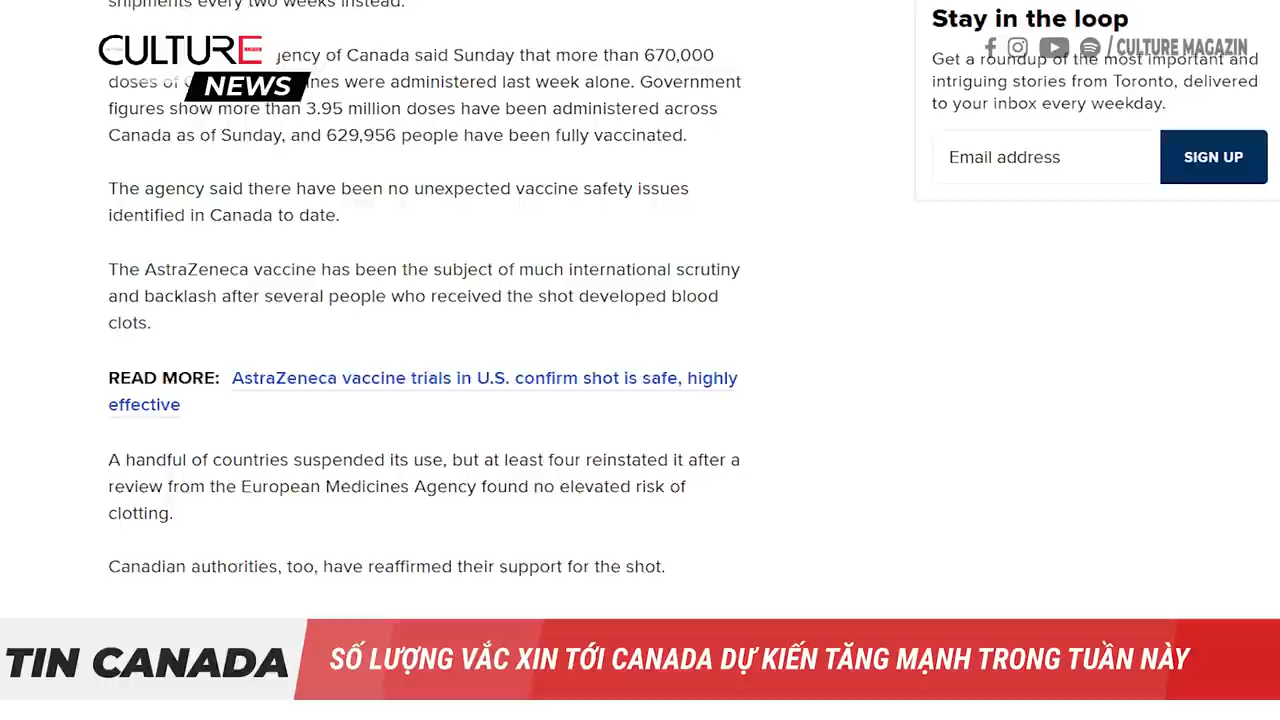 shipments every two weeks instead.
CULTURE
NEWS
gency of Canada said Sunday that more than 670,000
doses of nes were administered last week alone. Government
figures show more than 3.95 million doses have been administered across
Canada as of Sunday, and 629,956 people have been fully vaccinated.
The agency said there have been no unexpected vaccine safety issues
identified in Canada to date.
The AstraZeneca vaccine has been the subject of much international scrutiny
and backlash after several people who received the shot developed blood
clots.
READ MORE: AstraZeneca vaccine trials in U.S. confirm shot is safe, highly
effective
A handful of countries suspended its use, but at least four reinstated it after a
review from the European Medicines Agency found no elevated risk of
clotting.
Canadian authorities, too, have reaffirmed their support for the shot.
Stay in the loop
/ CULTURE MAGAZIN
Get a roundup of the most important and
intriguing stories from Toronto, delivered
to your inbox every weekday.
Email address
SIGN UP
TIN CANADA
SỐ LƯỢNG VẮC XIN TỚI CANADA DỰ KIẾN TĂNG MẠNH TRONG TUẦN NÀY